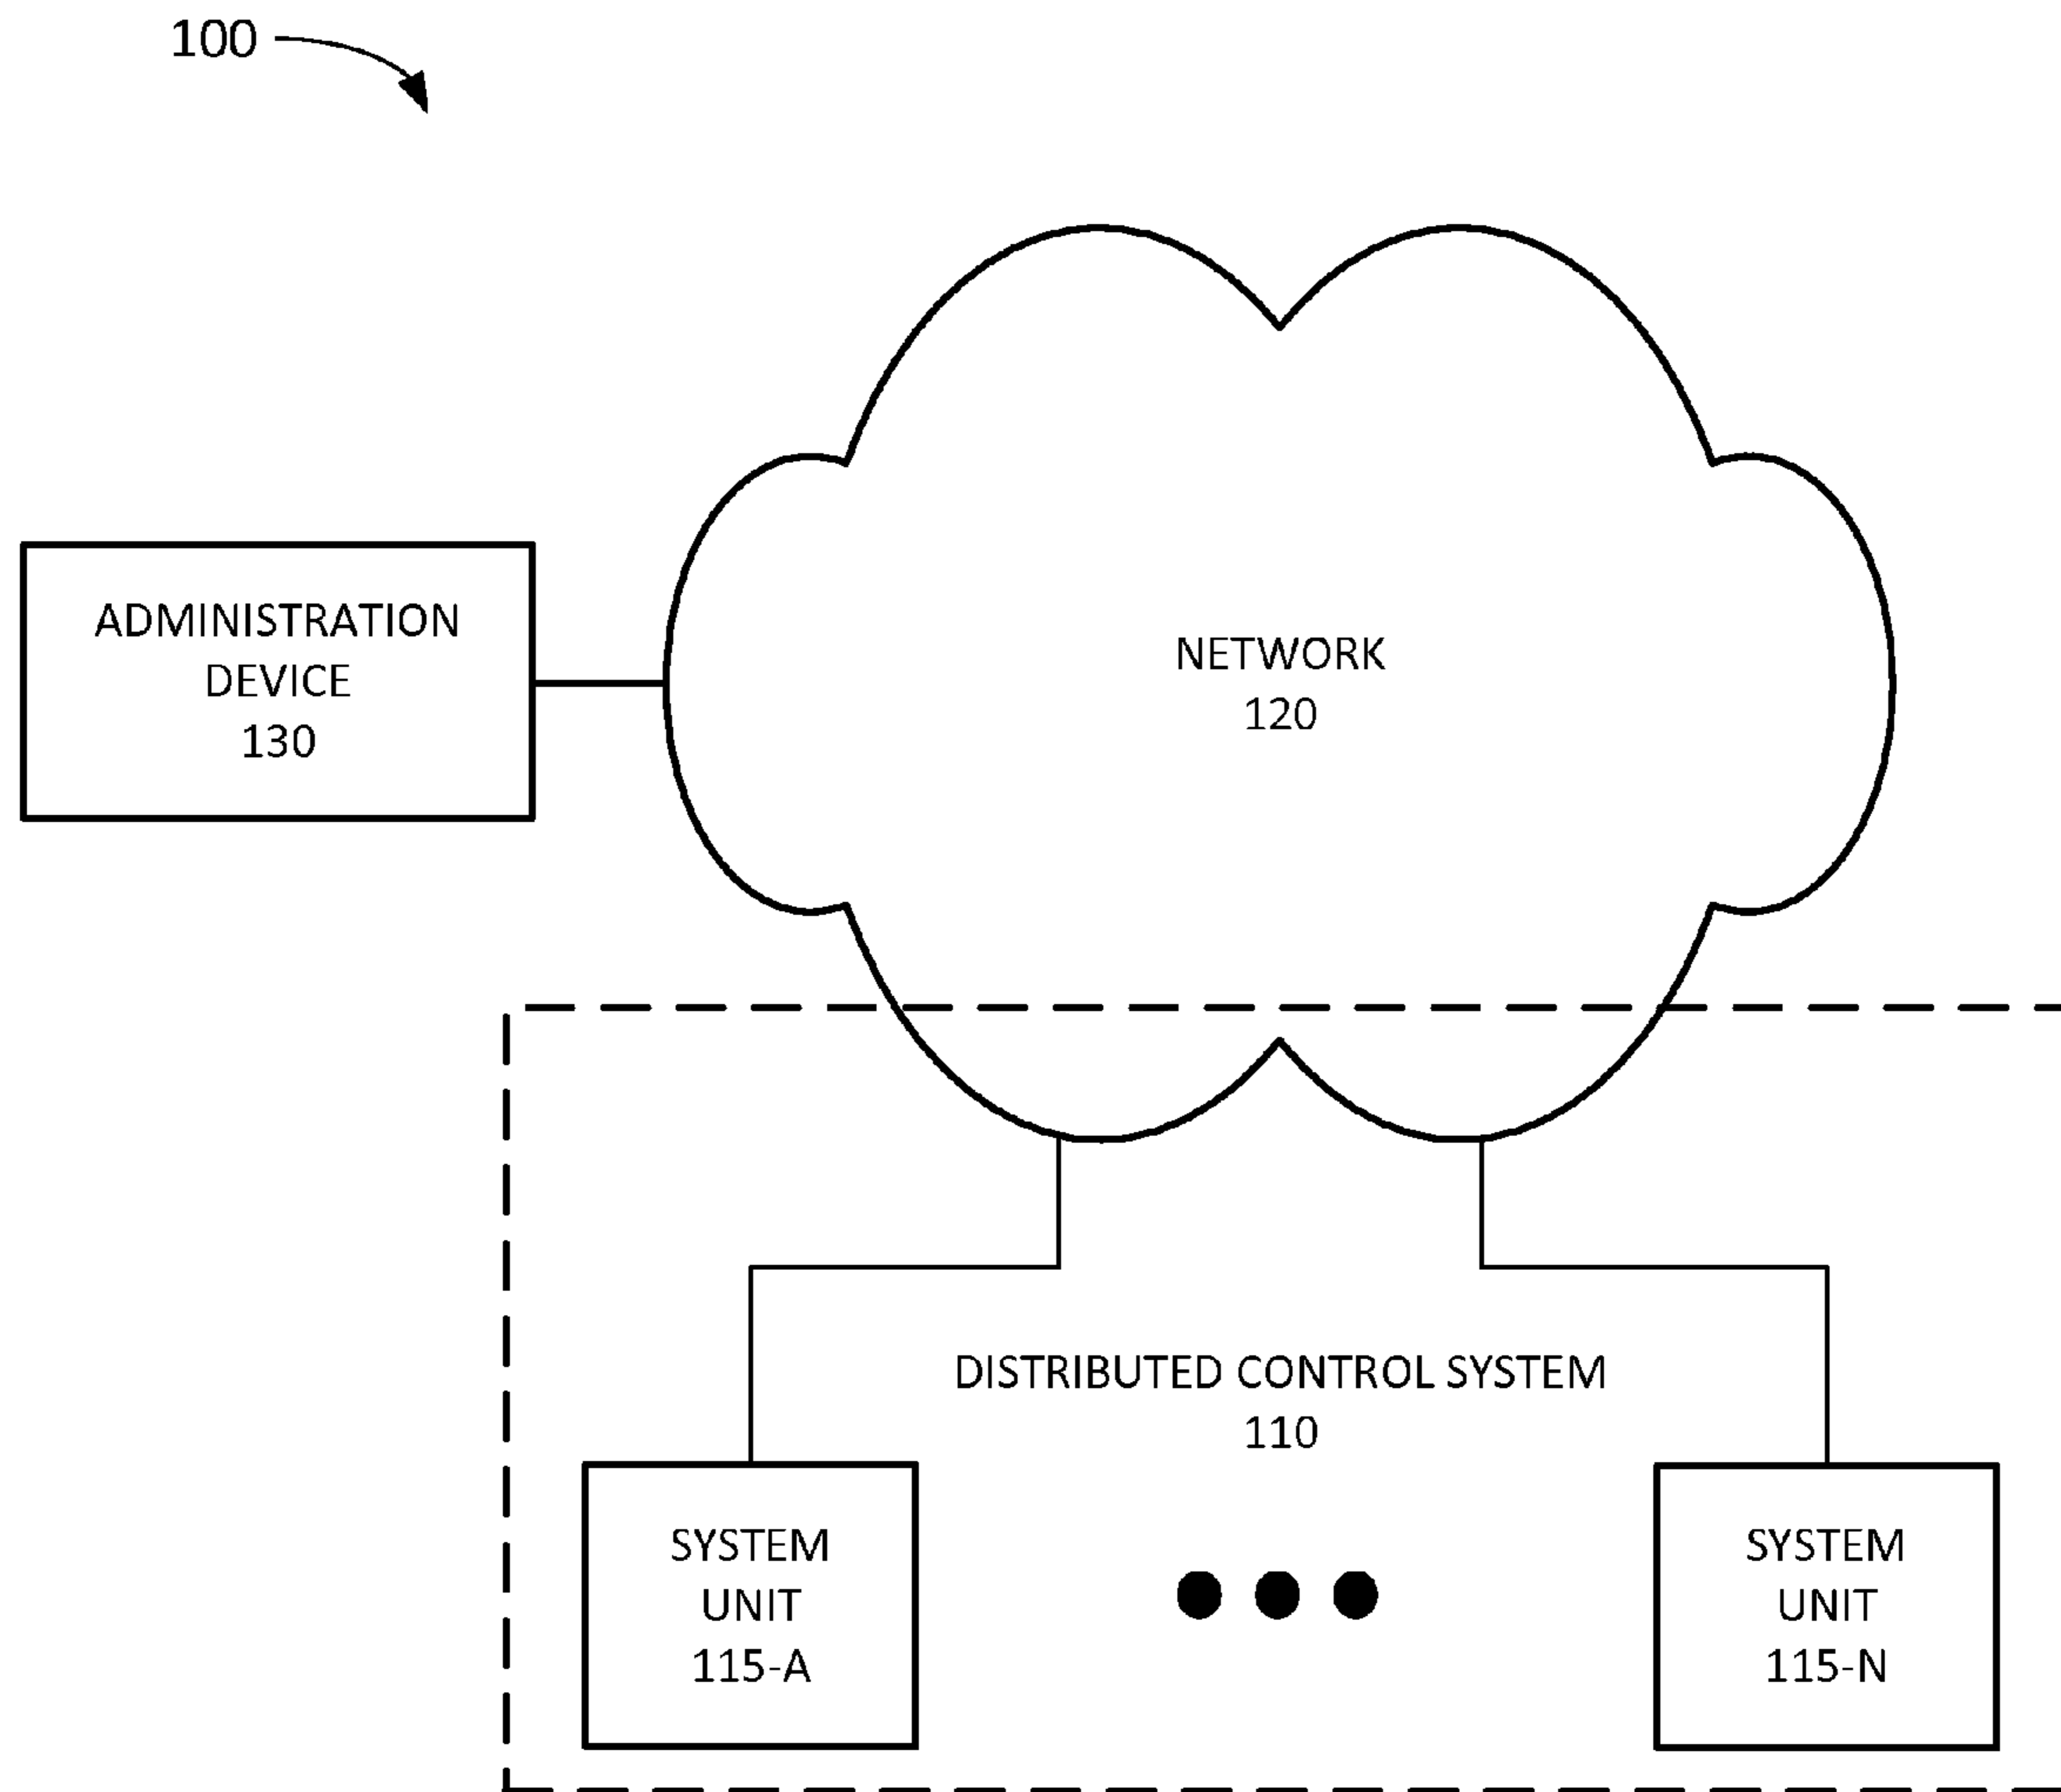 100
ADMINISTRATION
DEVICE
130
NETWORK
120
DISTRIBUTED CONTROL SYSTEM
110
SYSTEM
UNIT
115-A
SYSTEM
UNIT
115-N